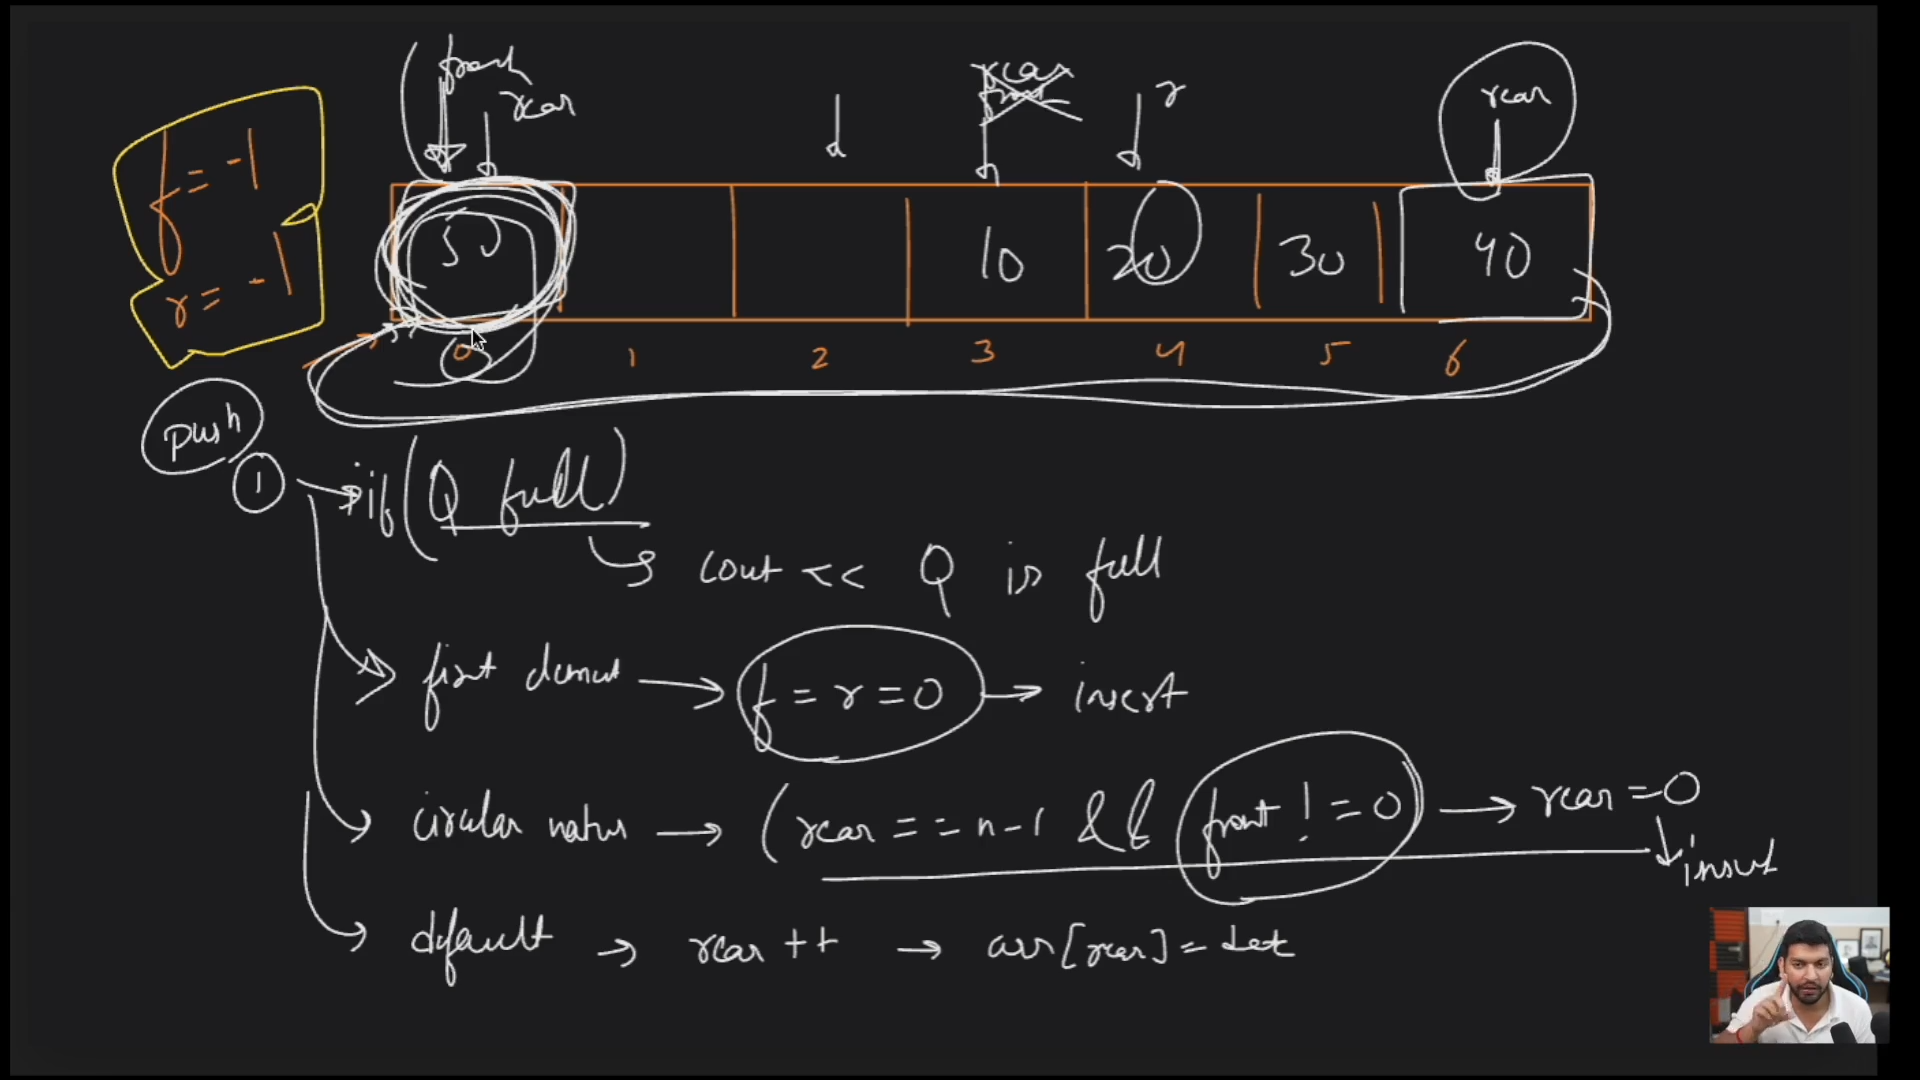 front
rear
rear
front
r
rear
f = -1
r = -1
50 10 20 30 40
0 1 2 3 4 5 6
push
1 if ( Q full )
cout << Q is full
first element f = r = 0 insert
circular nature ( rear == n-1 && front != 0 ) rear = 0
insert
default rear ++ arr[rear] =